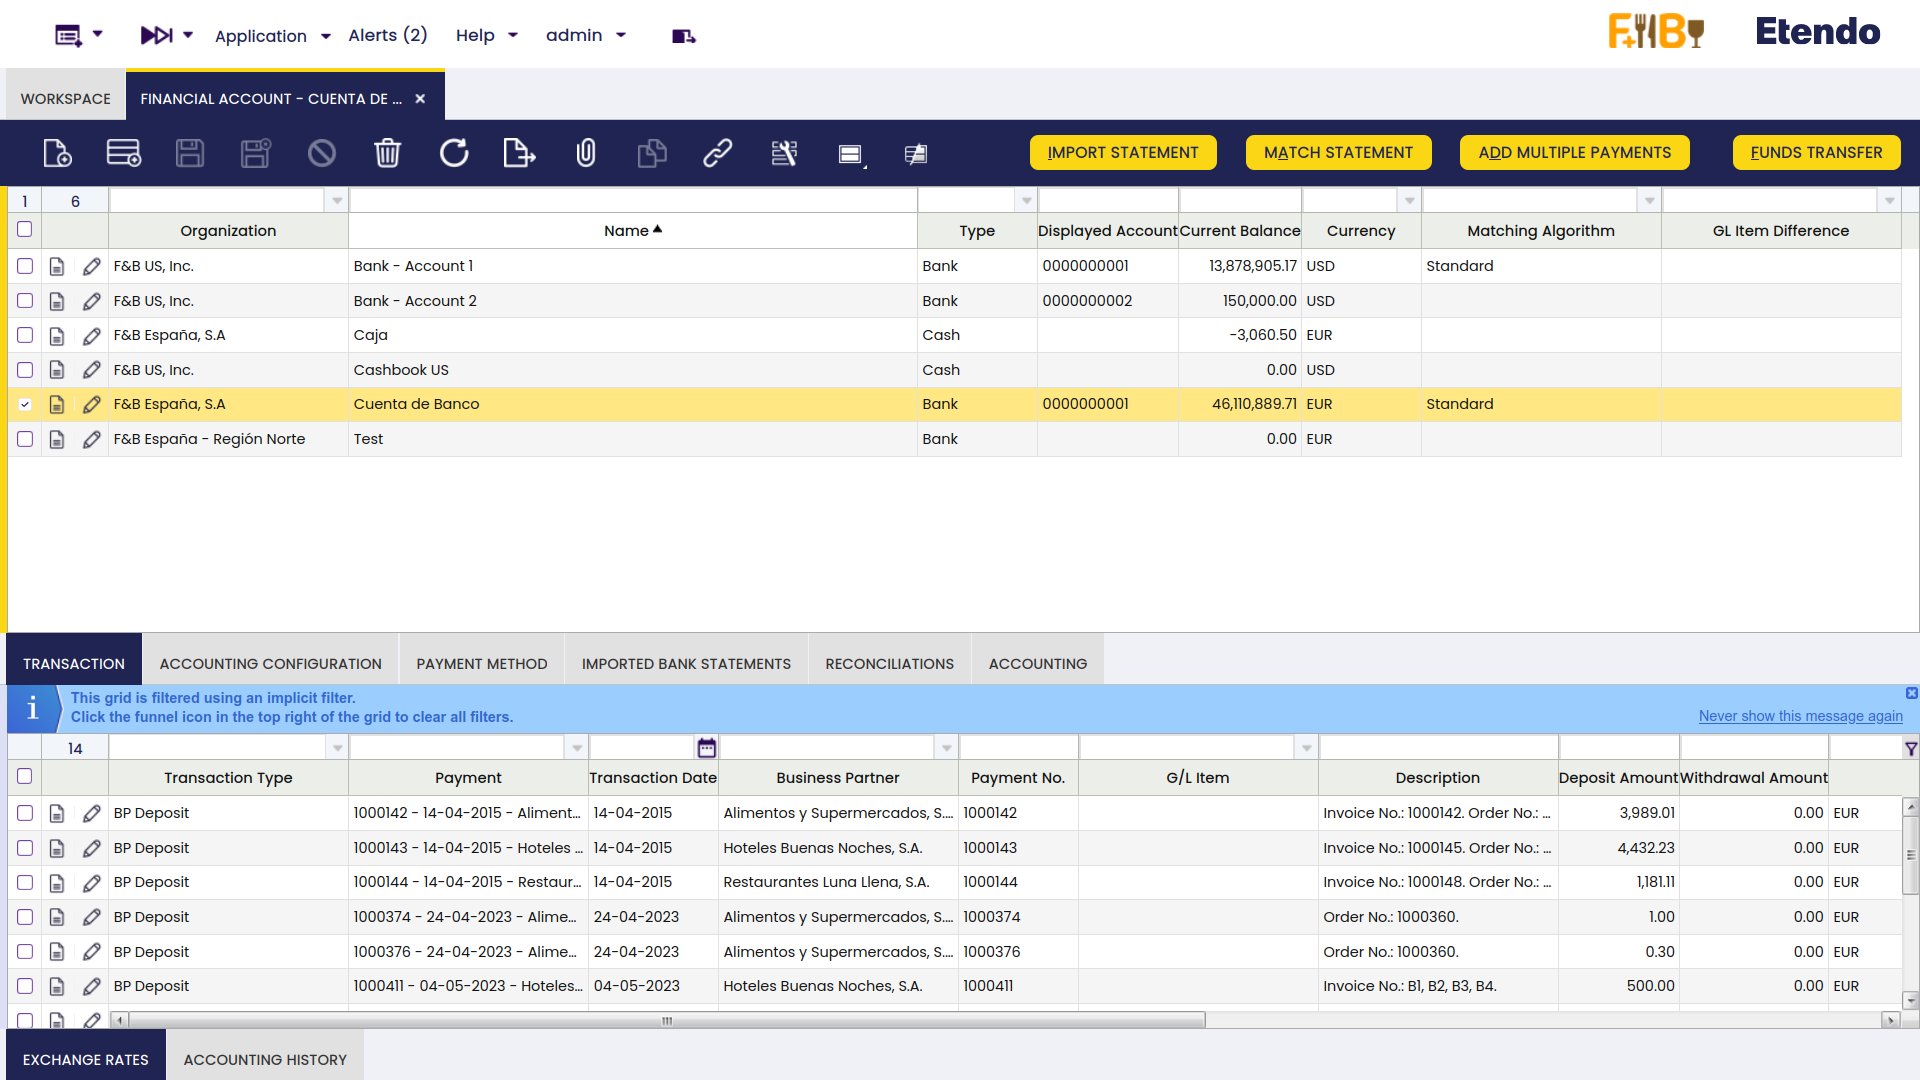 Application Alerts (2) Help admin F&B Etendo
WORKSPACE FINANCIAL ACCOUNT - CUENTA DE ...
IMPORT STATEMENT MATCH STATEMENT ADD MULTIPLE PAYMENTS FUNDS TRANSFER
1 6
Organization Name Type Displayed Account Current Balance Currency Matching Algorithm GL Item Difference
F&B US, Inc. Bank - Account 1 Bank 0000000001 13,878,905.17 USD Standard
F&B US, Inc. Bank - Account 2 Bank 0000000002 150,000.00 USD
F&B España, S.A Caja Cash -3,060.50 EUR
F&B US, Inc. Cashbook US Cash 0.00 USD
F&B España, S.A Cuenta de Banco Bank 0000000001 46,110,889.71 EUR Standard
F&B España - Región Norte Test Bank 0.00 EUR
TRANSACTION ACCOUNTING CONFIGURATION PAYMENT METHOD IMPORTED BANK STATEMENTS RECONCILIATIONS ACCOUNTING
This grid is filtered using an implicit filter.
Click the funnel icon in the top right of the grid to clear all filters. Never show this message again
14
Transaction Type Payment Transaction Date Business Partner Payment No. G/L Item Description Deposit Amount Withdrawal Amount
BP Deposit 1000142 - 14-04-2015 - Aliment... 14-04-2015 Alimentos y Supermercados, S.... 1000142 Invoice No.: 1000142. Order No.: ... 3,989.01 0.00 EUR
BP Deposit 1000143 - 14-04-2015 - Hoteles ... 14-04-2015 Hoteles Buenas Noches, S.A. 1000143 Invoice No.: 1000145. Order No.: ... 4,432.23 0.00 EUR
BP Deposit 1000144 - 14-04-2015 - Restaur... 14-04-2015 Restaurantes Luna Llena, S.A. 1000144 Invoice No.: 1000148. Order No.: ... 1,181.11 0.00 EUR
BP Deposit 1000374 - 24-04-2023 - Alime... 24-04-2023 Alimentos y Supermercados, S.... 1000374 Order No.: 1000360. 1.00 0.00 EUR
BP Deposit 1000376 - 24-04-2023 - Alime... 24-04-2023 Alimentos y Supermercados, S.... 1000376 Order No.: 1000360. 0.30 0.00 EUR
BP Deposit 1000411 - 04-05-2023 - Hoteles... 04-05-2023 Hoteles Buenas Noches, S.A. 1000411 Invoice No.: B1, B2, B3, B4. 500.00 0.00 EUR
EXCHANGE RATES ACCOUNTING HISTORY